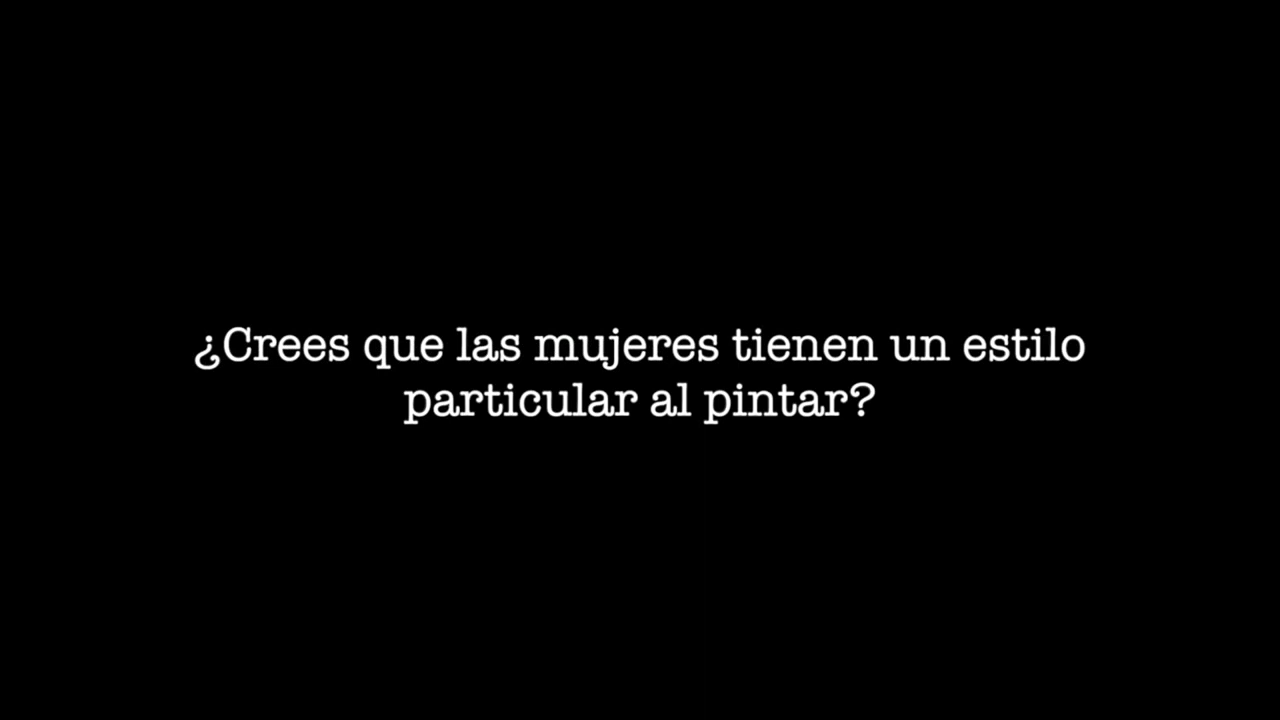 ¿Crees que las mujeres tienen un estilo
particular al pintar?